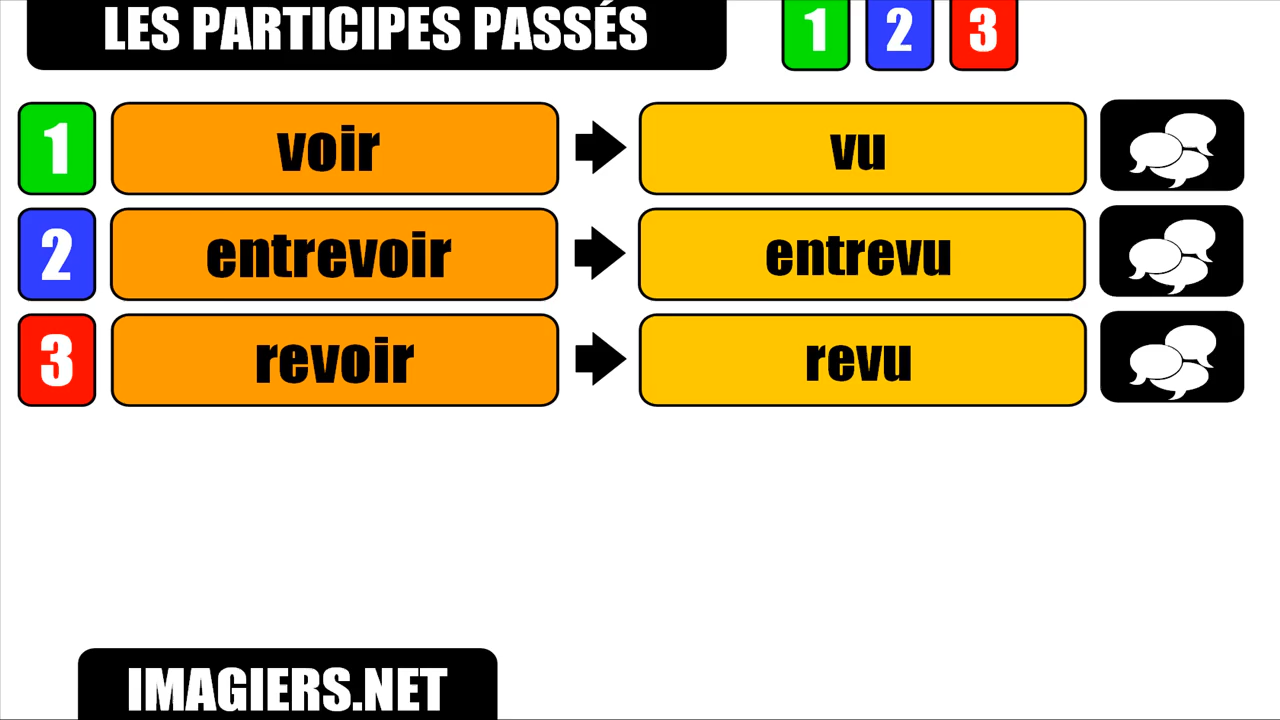 LES PARTICIPES PASSÉS 1 2 3
1 voir vu
2 entrevoir entrevu
3 revoir revu
IMAGIERS.NET